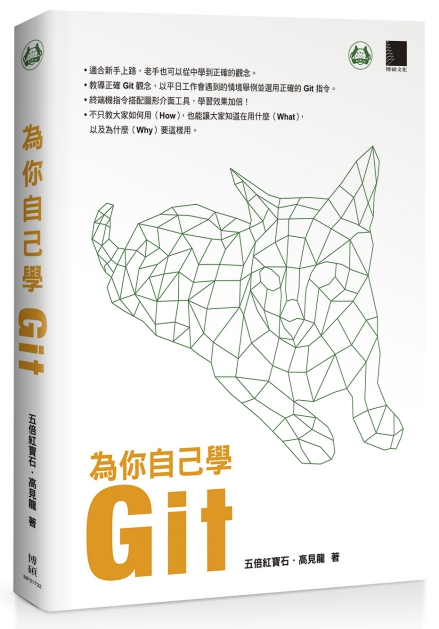 • 適合新手上路，老手也可以從中學到正確的觀念。
• 教導正確 Git 觀念，以平日工作會遇到的情境舉例並選用正確的 Git 指令。
• 終端機指令搭配圖形介面工具，學習效果加倍！
• 不只教大家如何用（How），也能讓大家知道在用什麼（What），
以及為什麼（Why）要這樣用。
博碩文化
為你自己學
Git
五倍紅寶石．高見龍 著
為你自己學 Git
五倍紅寶石．高見龍 著
博碩
MP21702